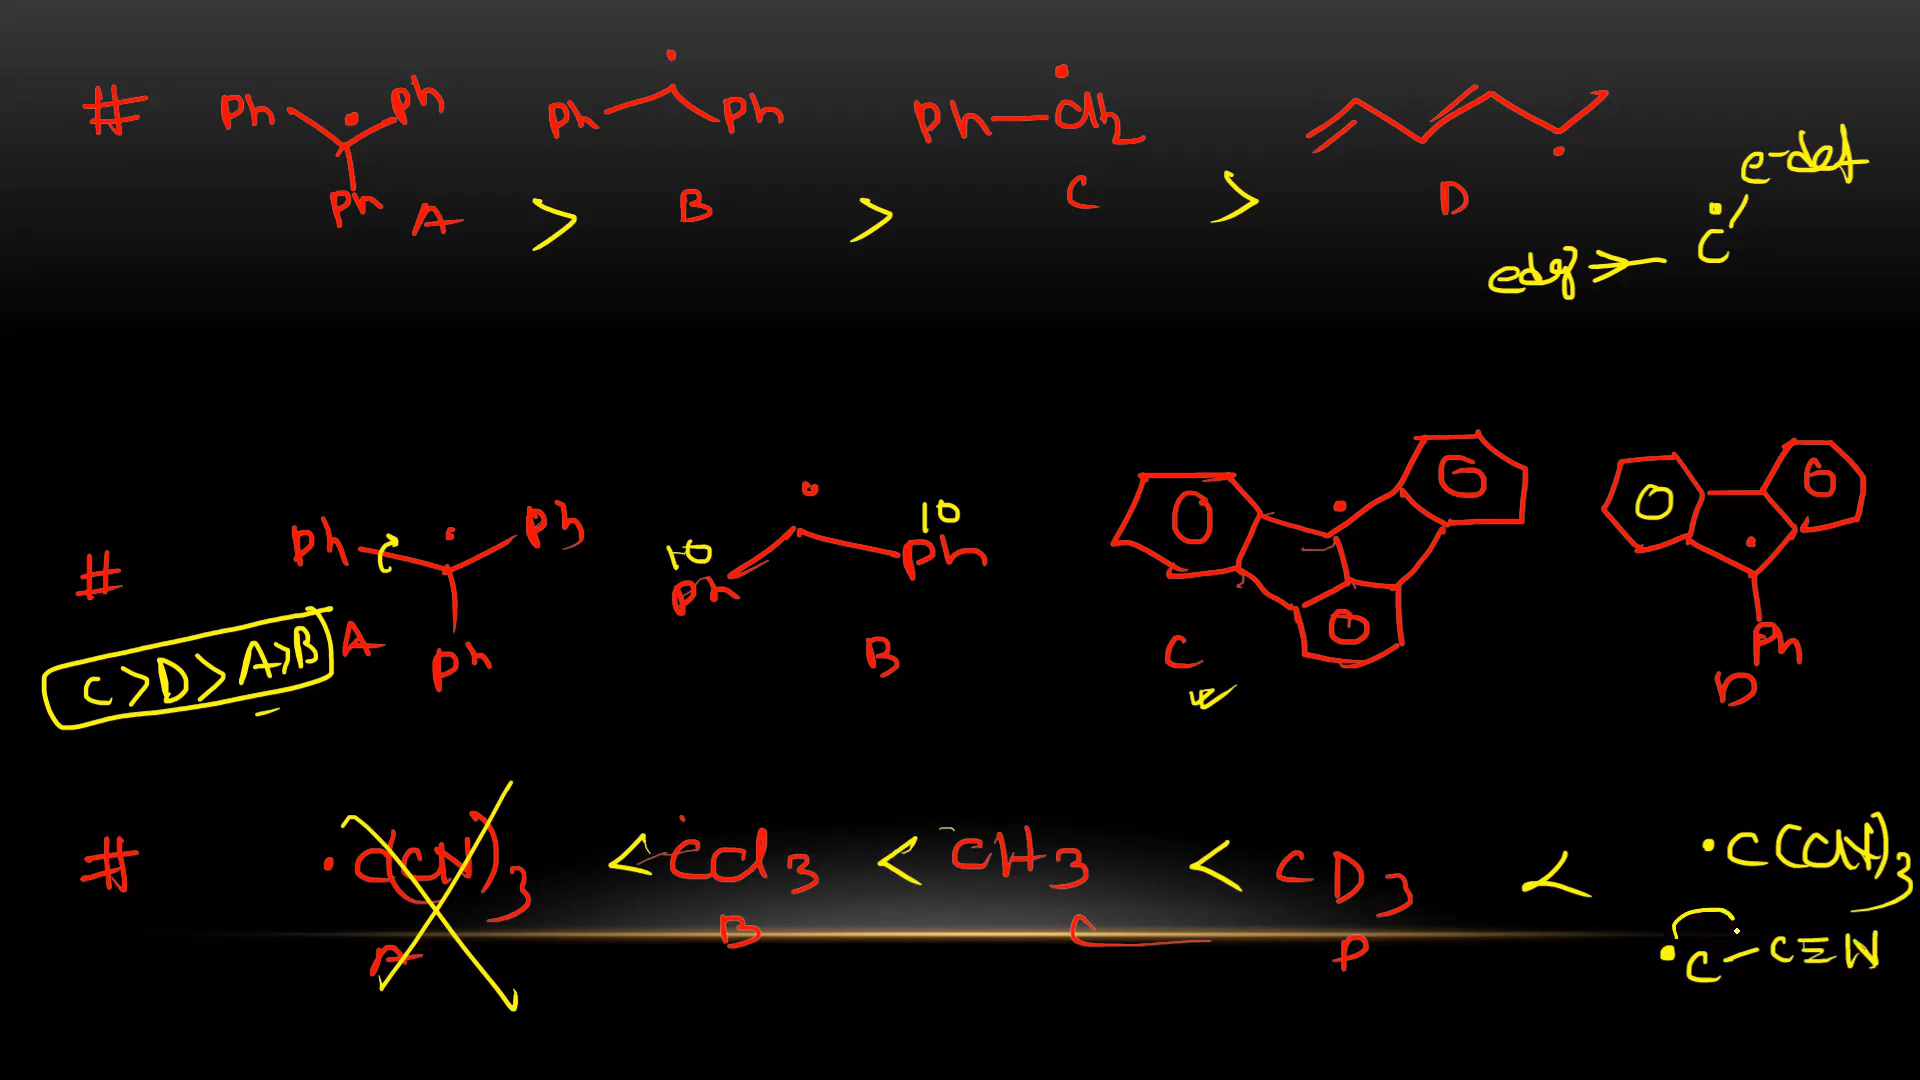 # Ph Ph Ph A > Ph Ph B > Ph-CH2 C > D
e-def
edg C
# Ph Ph Ph A
10 Ph 10 Ph B
C
Ph D
C>D>A>B
# ·C(CN)3 < CCl3 < CH3 < CD3 < ·C(CN)3
A B C D ·C-C≡N